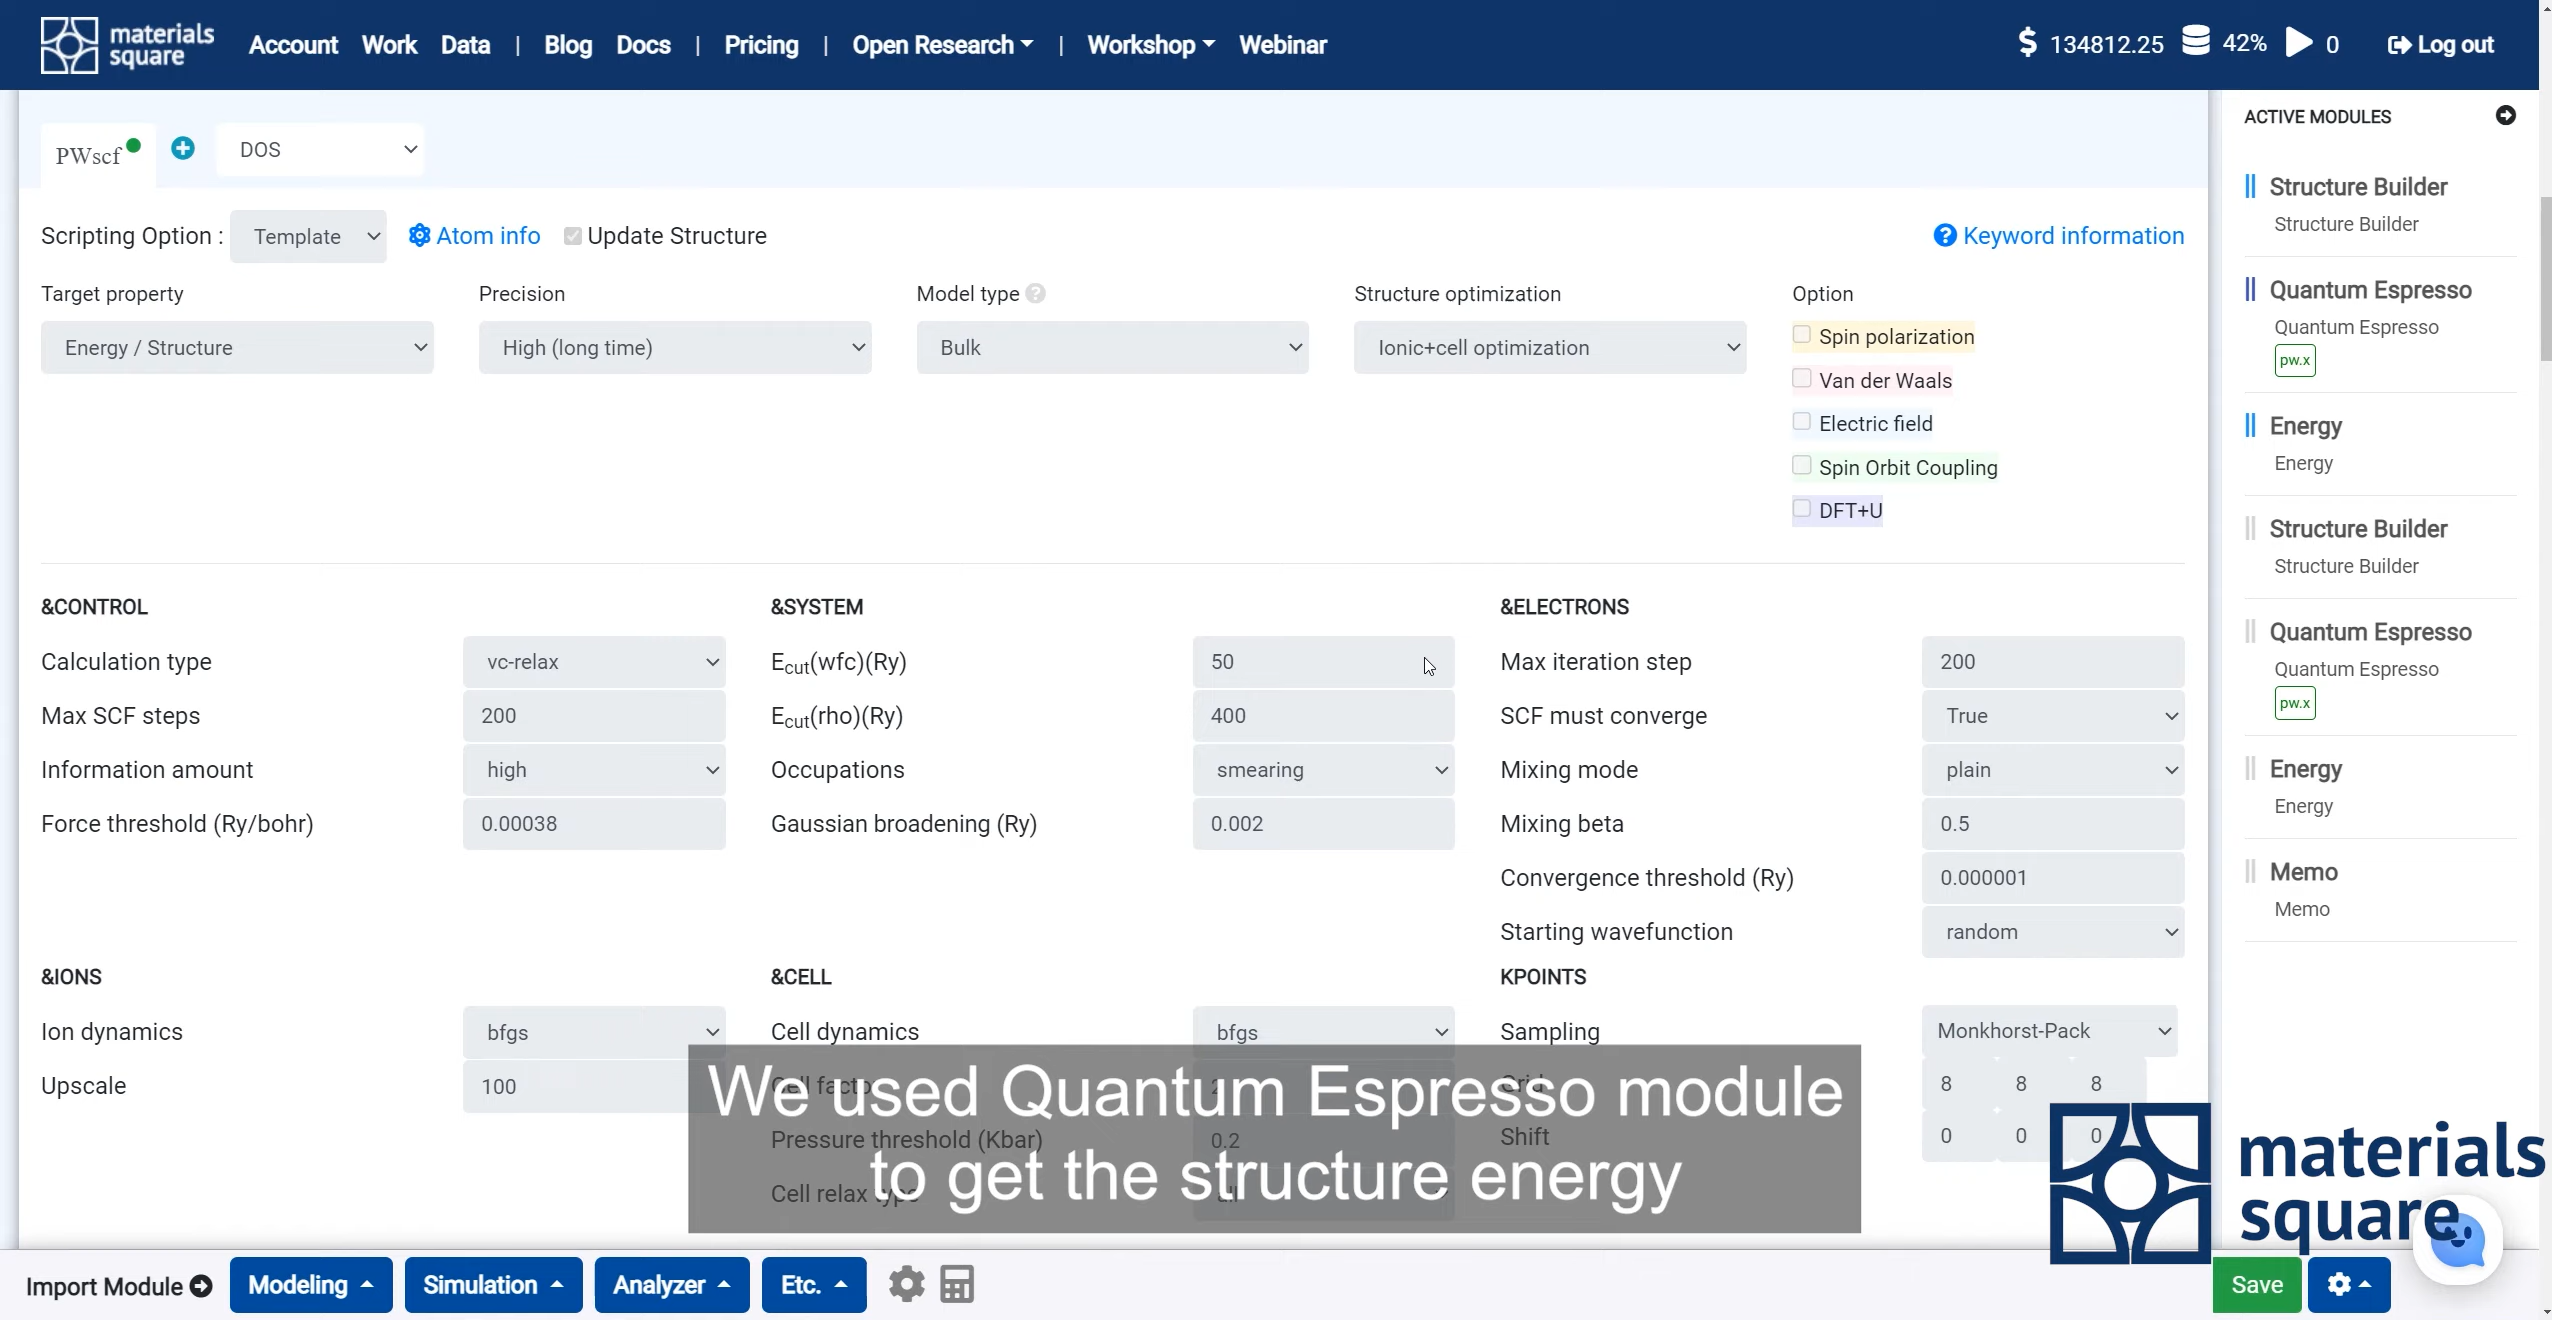 materials square
Account Work Data | Blog Docs | Pricing | Open Research | Workshop Webinar
$ 134812.25 42% 0 Log out
PWscf DOS
Scripting Option : Template Atom info Update Structure
Keyword information
Target property Precision Model type Structure optimization Option
Energy / Structure High (long time) Bulk Ionic+cell optimization
Spin polarization
Van der Waals
Electric field
Spin Orbit Coupling
DFT+U
&CONTROL
Calculation type vc-relax
Max SCF steps 200
Information amount high
Force threshold (Ry/bohr) 0.00038
&SYSTEM
Ecut(wfc)(Ry) 50
Ecut(rho)(Ry) 400
Occupations smearing
Gaussian broadening (Ry) 0.002
&ELECTRONS
Max iteration step 200
SCF must converge True
Mixing mode plain
Mixing beta 0.5
Convergence threshold (Ry) 0.000001
Starting wavefunction random
&IONS
Ion dynamics bfgs
Upscale 100
&CELL
Cell dynamics bfgs
Pressure threshold (Kbar) 0.2
Cell relax type all
KPOINTS
Sampling Monkhorst-Pack
Grid 8 8 8
Shift 0 0 0
We used Quantum Espresso module
to get the structure energy
ACTIVE MODULES
Structure Builder
Structure Builder
Quantum Espresso
Quantum Espresso
pw.x
Energy
Energy
Structure Builder
Structure Builder
Quantum Espresso
Quantum Espresso
pw.x
Energy
Energy
Memo
Memo
materials
square
Import Module Modeling Simulation Analyzer Etc.
Save